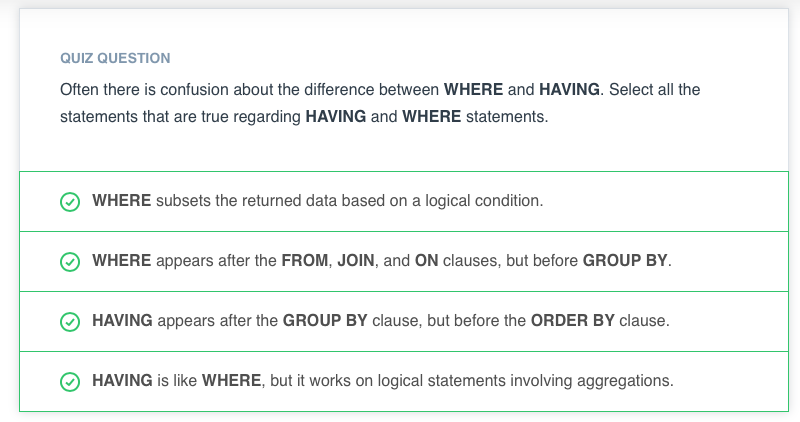 QUIZ QUESTION
Often there is confusion about the difference between WHERE and HAVING. Select all the
statements that are true regarding HAVING and WHERE statements.
WHERE subsets the returned data based on a logical condition.
WHERE appears after the FROM, JOIN, and ON clauses, but before GROUP BY.
HAVING appears after the GROUP BY clause, but before the ORDER BY clause.
HAVING is like WHERE, but it works on logical statements involving aggregations.